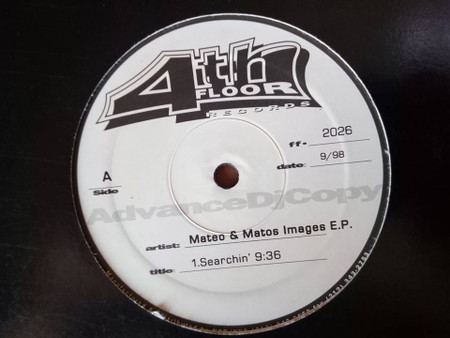 4th
FLOOR
RECORDS
ff- 2026
date: 9/98
A
Side
AdvanceDjCopy
artist: Mateo & Matos Images E.P.
title: 1.Searchin' 9:36